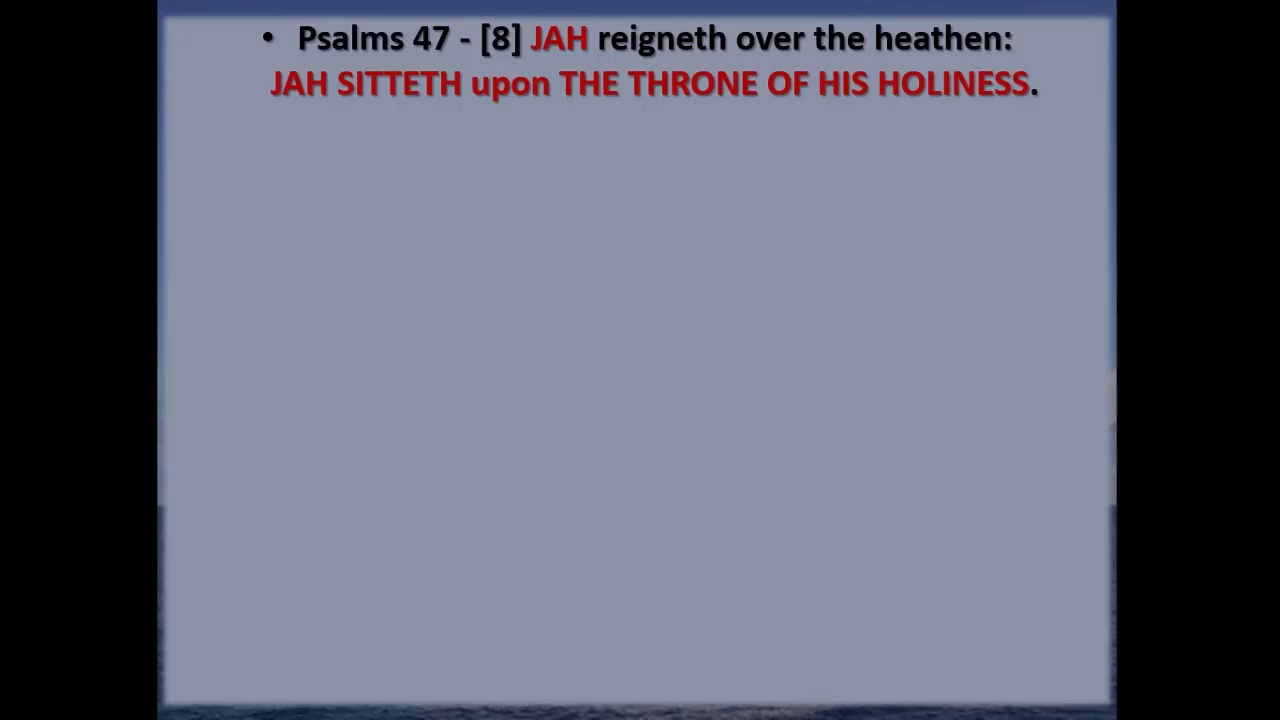 • Psalms 47 - [8] JAH reigneth over the heathen:
JAH SITTETH upon THE THRONE OF HIS HOLINESS.